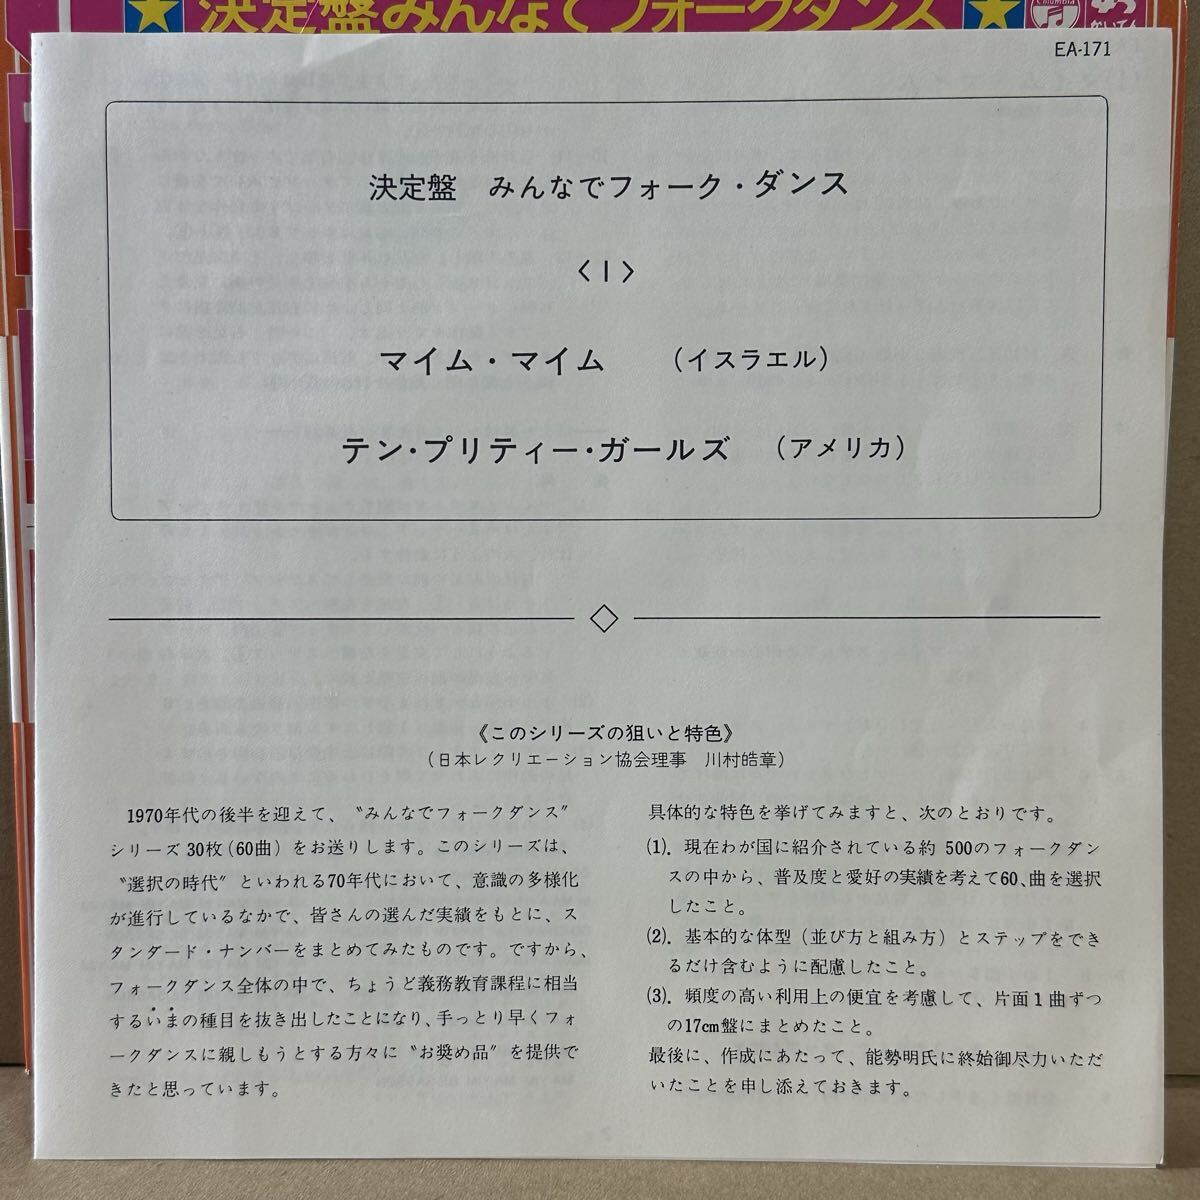 決定盤みんなでフォークダンス
Columbia
EA-171
決定盤　みんなでフォーク・ダンス
〈1〉
マイム・マイム　（イスラエル）
テン・プリティー・ガールズ　（アメリカ）
《このシリーズの狙いと特色》
（日本レクリエーション協会理事　川村皓章）
1970年代の後半を迎えて、〝みんなでフォークダンス〟
シリーズ30枚（60曲）をお送りします。このシリーズは、
〝選択の時代〟といわれる70年代において、意識の多様化
が進行しているなかで、皆さんの選んだ実績をもとに、ス
タンダード・ナンバーをまとめてみたものです。ですから、
フォークダンス全体の中で、ちょうど義務教育課程に相当
するいまの種目を抜き出したことになり、手っとり早くフォ
ークダンスに親しもうとする方々に〝お奨め品〟を提供で
きたと思っています。
具体的な特色を挙げてみますと、次のとおりです。
(1). 現在わが国に紹介されている約500のフォークダン
スの中から、普及度と愛好の実績を考えて60、曲を選択
したこと。
(2). 基本的な体型（並び方と組み方）とステップをでき
るだけ含むように配慮したこと。
(3). 頻度の高い利用上の便宜を考慮して、片面1曲ずつ
の17cm盤にまとめたこと。
最後に、作成にあたって、能勢明氏に終始御尽力いただ
いたことを申し添えておきます。